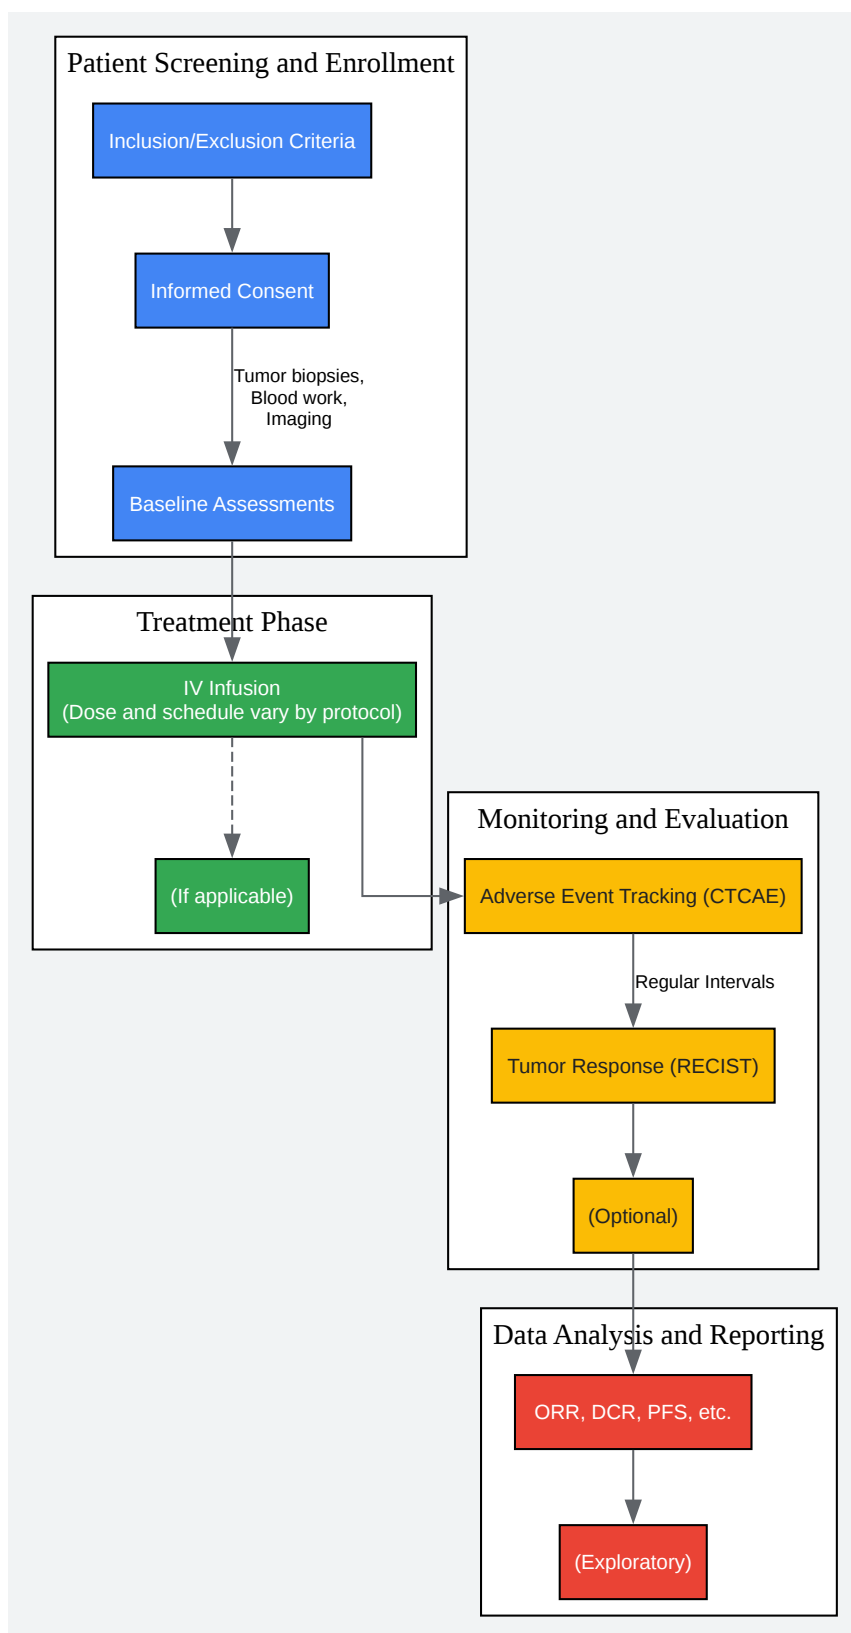 Patient Screening and Enrollment
Inclusion/Exclusion Criteria
Informed Consent
Tumor biopsies,
Blood work,
Imaging
Baseline Assessments
Treatment Phase
IV Infusion
(Dose and schedule vary by protocol)
(If applicable)
Monitoring and Evaluation
Adverse Event Tracking (CTCAE)
Regular Intervals
Tumor Response (RECIST)
(Optional)
Data Analysis and Reporting
ORR, DCR, PFS, etc.
(Exploratory)